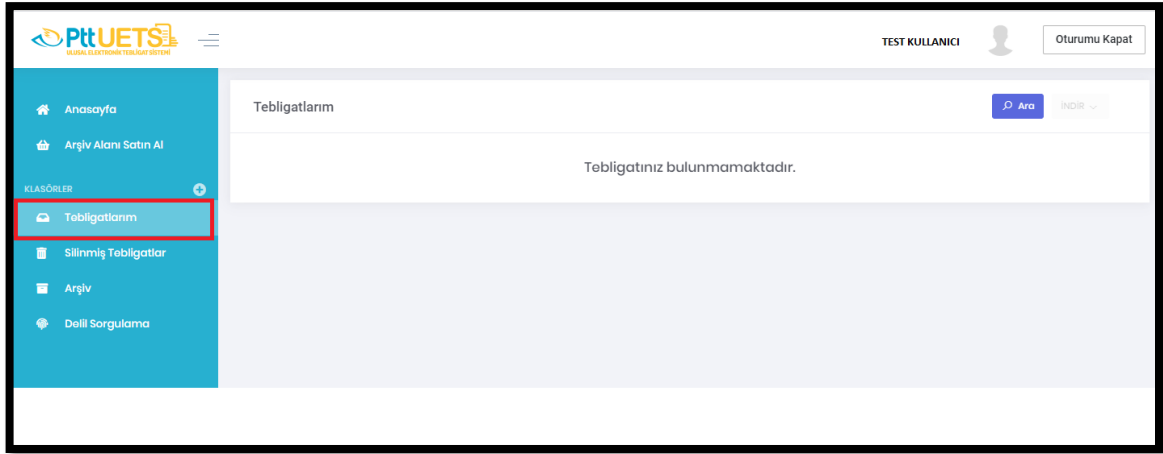 PttUETS
ULUSAL ELEKTRONİK TEBLİGAT SİSTEMİ
TEST KULLANICI
Oturumu Kapat
Anasayfa
Arşiv Alanı Satın Al
KLASÖRLER
Tebligatlarım
Silinmiş Tebligatlar
Arşiv
Delil Sorgulama
Tebligatlarım
Ara
İNDİR
Tebligatınız bulunmamaktadır.